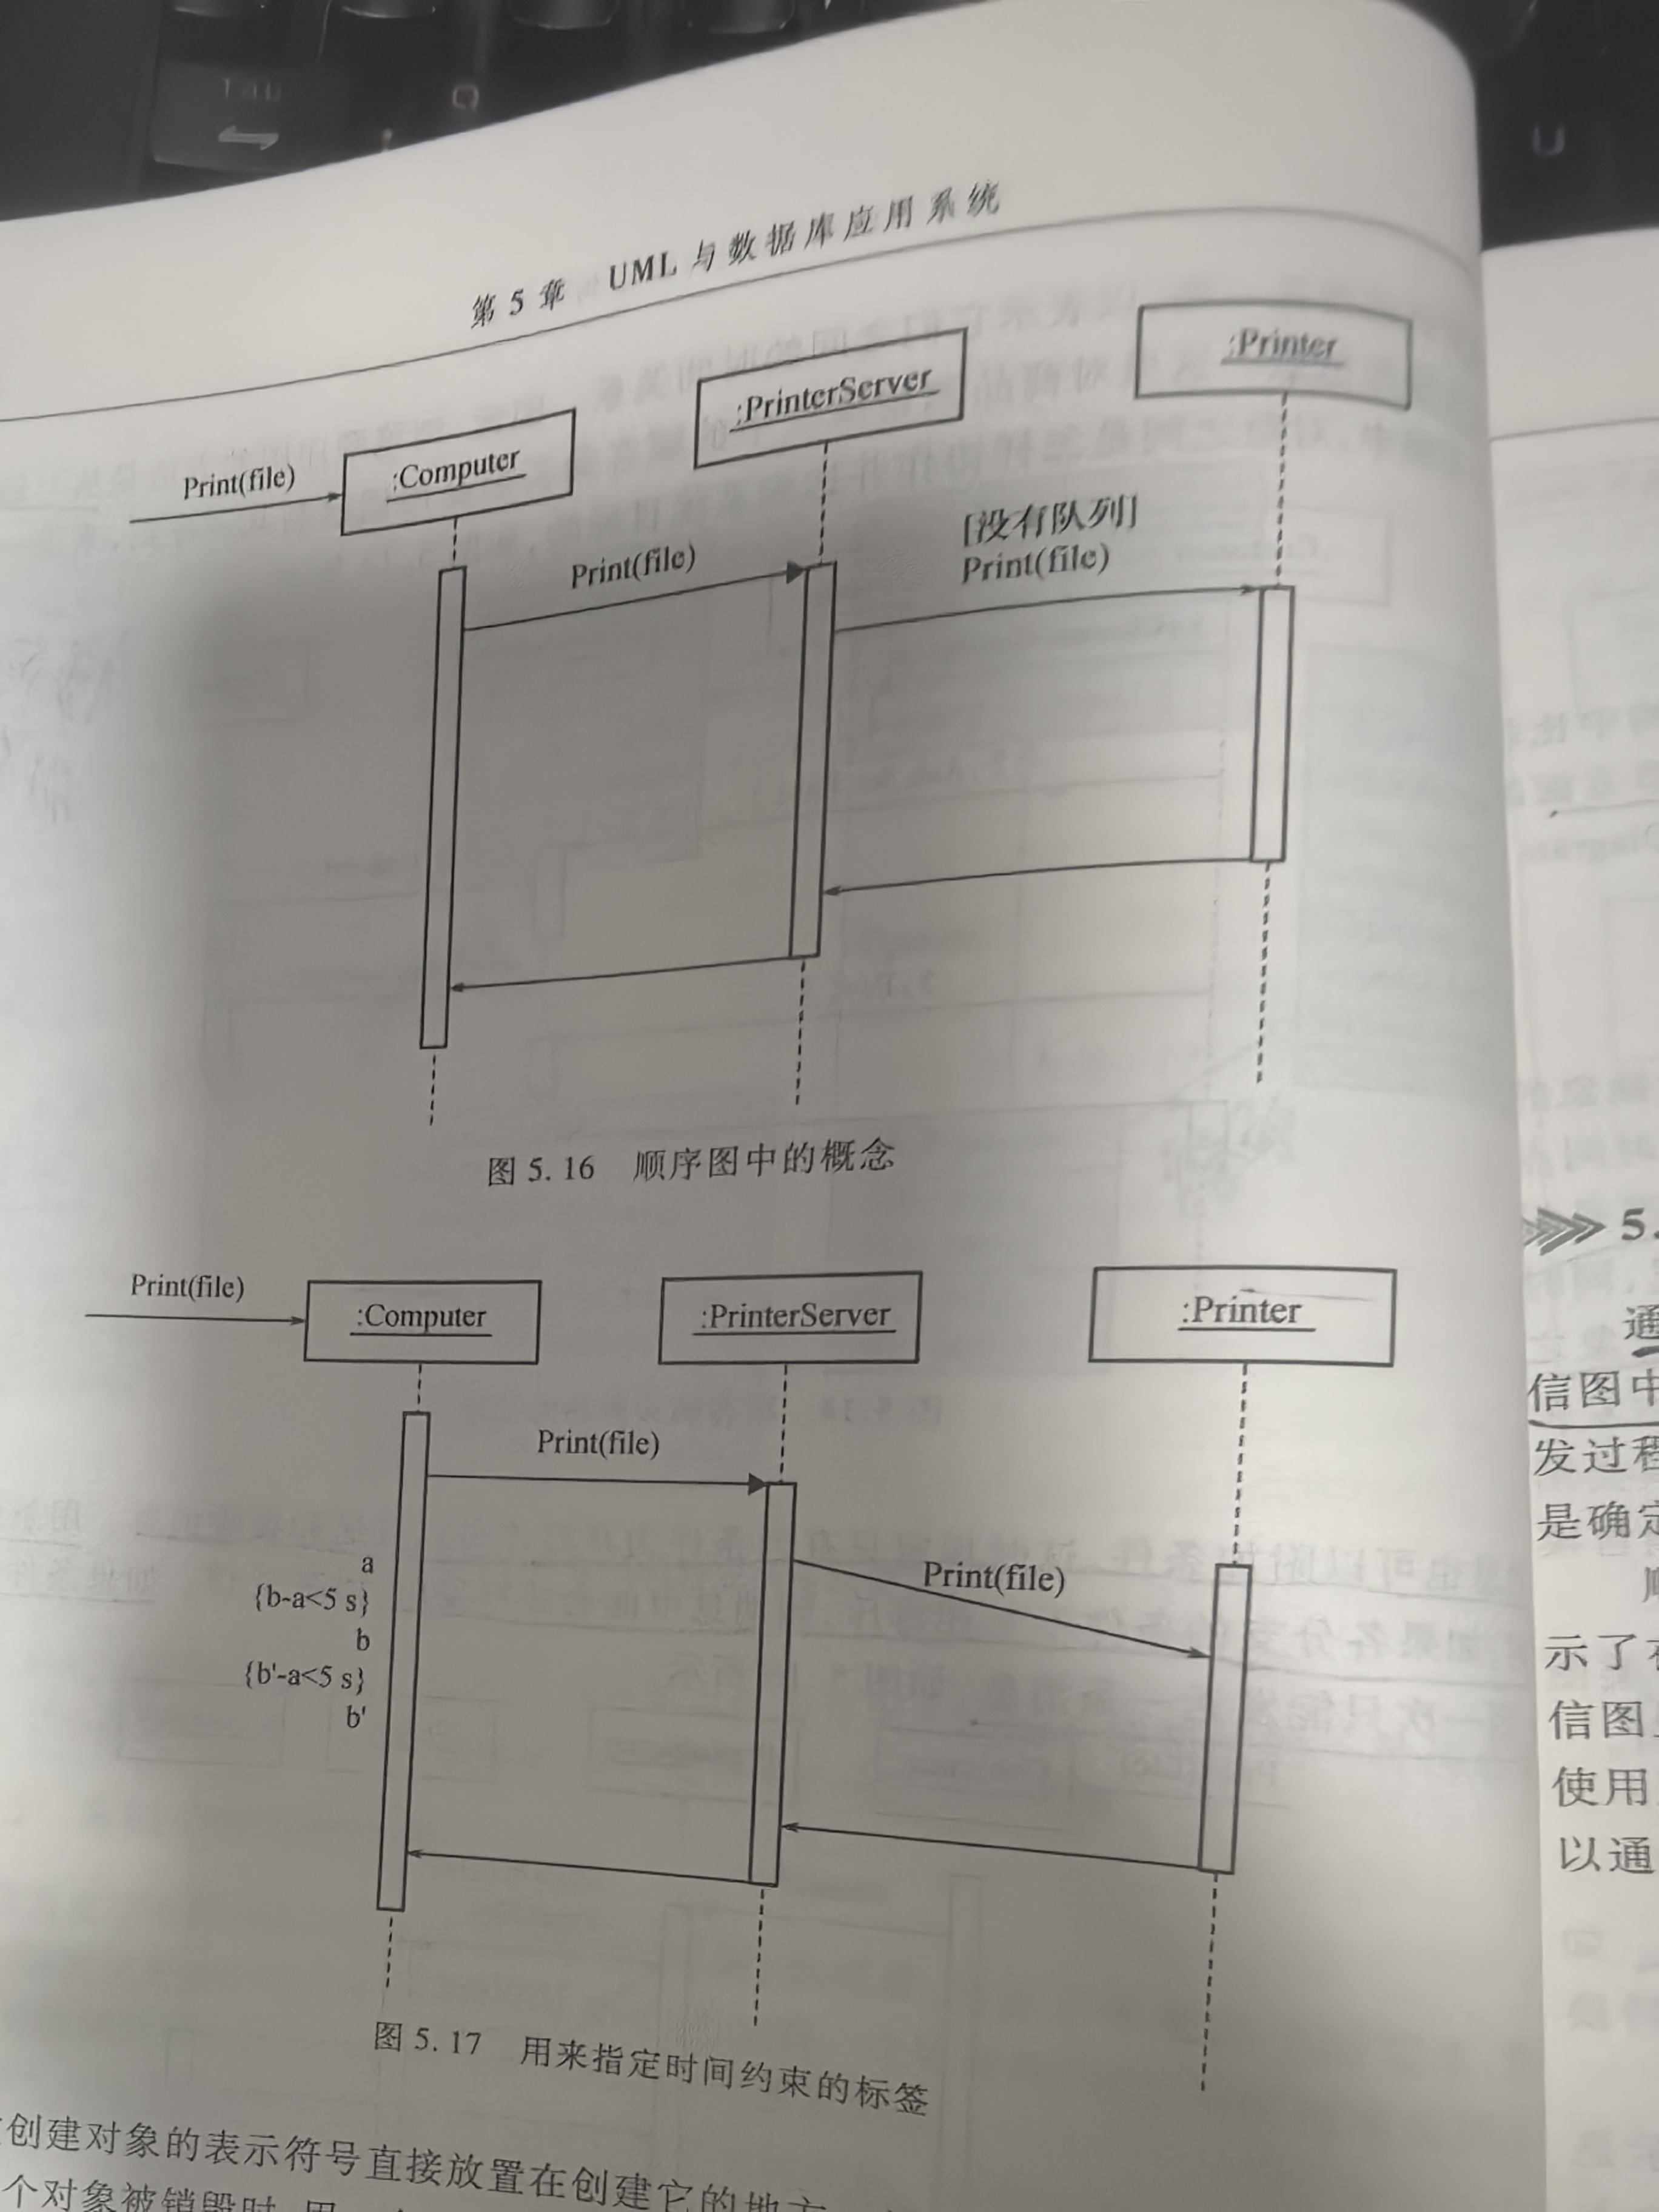 TAB
Q
U
第 5 章 UML 与数据库应用系统
Print(file)
:Computer
:PrinterServer
:Printer
Print(file)
[没有队列]
Print(file)
图 5. 16 顺序图中的概念
Print(file)
:Computer
:PrinterServer
:Printer
Print(file)
Print(file)
a
{b-a<5 s}
b
{b'-a<5 s}
b'
图 5. 17 用来指定时间约束的标签
创建对象的表示符号直接放置在创建它的地方
个对象被销毁时
5.
通
信图中
发过程
是确定
示了
信图
使用
以通